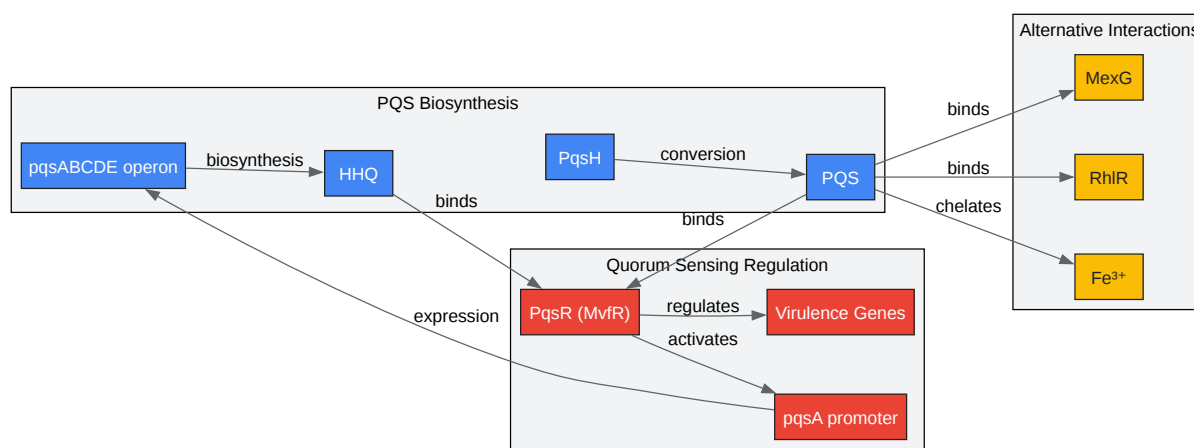 Alternative Interactions
MexG
PQS Biosynthesis
binds
pqsABCDE operon
biosynthesis
HHQ
PqsH
conversion
PQS
binds
RhlR
binds
binds
chelates
Quorum Sensing Regulation
Fe³⁺
expression
PqsR (MvfR)
regulates
Virulence Genes
activates
pqsA promoter